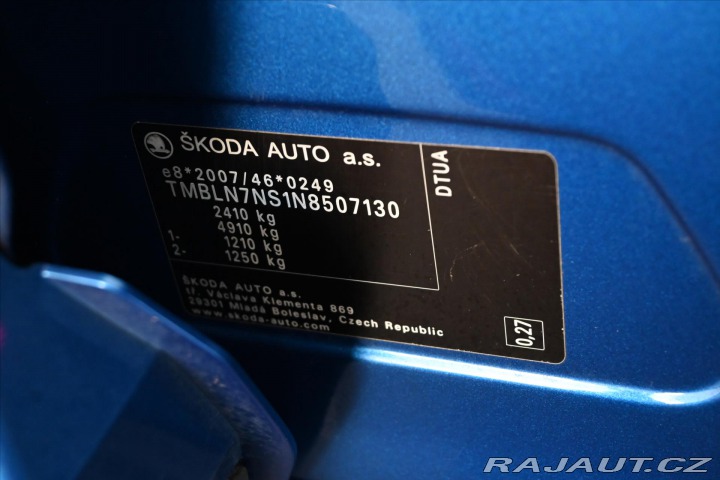 ŠKODA AUTO a.s.
e8*2007/46*0249
TMBLN7NS1N8507130
2410 kg
4910 kg
1- 1210 kg
2- 1250 kg
DTUA
ŠKODA AUTO a.s.
tř. Václava Klementa 869
29301 Mladá Boleslav, Czech Republic
www.skoda-auto.com
0,27
RAJAUT.CZ